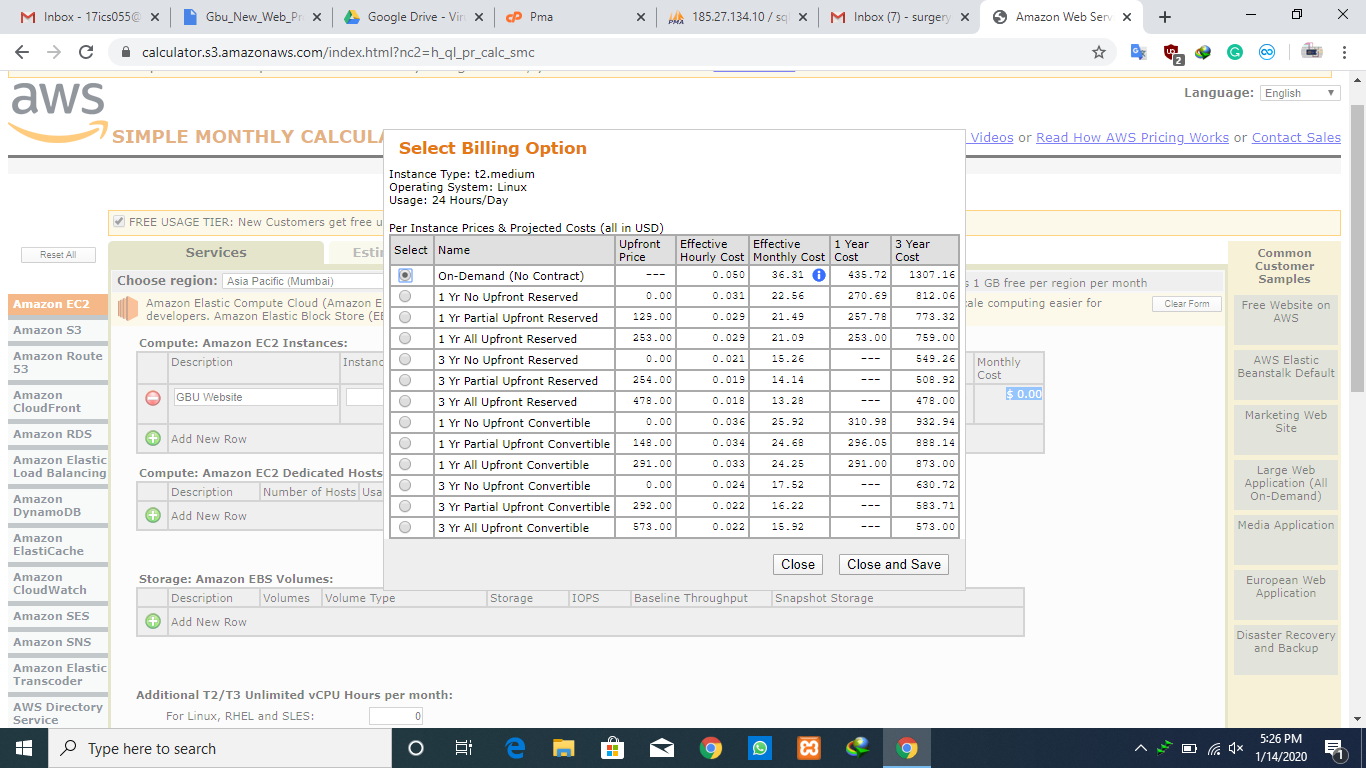 Inbox - 17ics055@
Gbu_New_Web_Pr
Google Drive - Virt
Pma
185.27.134.10 / sq
Inbox (7) - surgery
Amazon Web Serv
calculator.s3.amazonaws.com/index.html?nc2=h_ql_pr_calc_smc
2
aws
Language: English
SIMPLE MONTHLY CALCULA
Videos or Read How AWS Pricing Works or Contact Sales
FREE USAGE TIER: New Customers get free u
Reset All
Services
Estin
Choose region: Asia Pacific (Mumbai)
s 1 GB free per region per month
Amazon Elastic Compute Cloud (Amazon E
cale computing easier for
developers. Amazon Elastic Block Store (EB
Clear Form
Amazon EC2
Amazon S3
Amazon Route
53
Amazon
CloudFront
Amazon RDS
Amazon Elastic
Load Balancing
Amazon
DynamoDB
Amazon
ElastiCache
Amazon
CloudWatch
Amazon SES
Amazon SNS
Amazon Elastic
Transcoder
AWS Directory
Service
Compute: Amazon EC2 Instances:
Description Instanc Monthly
Cost
GBU Website $ 0.00
Add New Row
Compute: Amazon EC2 Dedicated Hosts
Description Number of Hosts Usa
Add New Row
Storage: Amazon EBS Volumes:
Description Volumes Volume Type Storage IOPS Baseline Throughput Snapshot Storage
Add New Row
Additional T2/T3 Unlimited vCPU Hours per month:
For Linux, RHEL and SLES: 0
Select Billing Option
Instance Type: t2.medium
Operating System: Linux
Usage: 24 Hours/Day
Per Instance Prices & Projected Costs (all in USD)
Select Name Upfront Price Effective Hourly Cost Effective Monthly Cost 1 Year Cost 3 Year Cost
On-Demand (No Contract) --- 0.050 36.31 435.72 1307.16
1 Yr No Upfront Reserved 0.00 0.031 22.56 270.69 812.06
1 Yr Partial Upfront Reserved 129.00 0.029 21.49 257.78 773.32
1 Yr All Upfront Reserved 253.00 0.029 21.09 253.00 759.00
3 Yr No Upfront Reserved 0.00 0.021 15.26 --- 549.26
3 Yr Partial Upfront Reserved 254.00 0.019 14.14 --- 508.92
3 Yr All Upfront Reserved 478.00 0.018 13.28 --- 478.00
1 Yr No Upfront Convertible 0.00 0.036 25.92 310.98 932.94
1 Yr Partial Upfront Convertible 148.00 0.034 24.68 296.05 888.14
1 Yr All Upfront Convertible 291.00 0.033 24.25 291.00 873.00
3 Yr No Upfront Convertible 0.00 0.024 17.52 --- 630.72
3 Yr Partial Upfront Convertible 292.00 0.022 16.22 --- 583.71
3 Yr All Upfront Convertible 573.00 0.022 15.92 --- 573.00
Close
Close and Save
Common
Customer
Samples
Free Website on
AWS
AWS Elastic
Beanstalk Default
Marketing Web
Site
Large Web
Application (All
On-Demand)
Media Application
European Web
Application
Disaster Recovery
and Backup
Type here to search
5:26 PM
1/14/2020
1